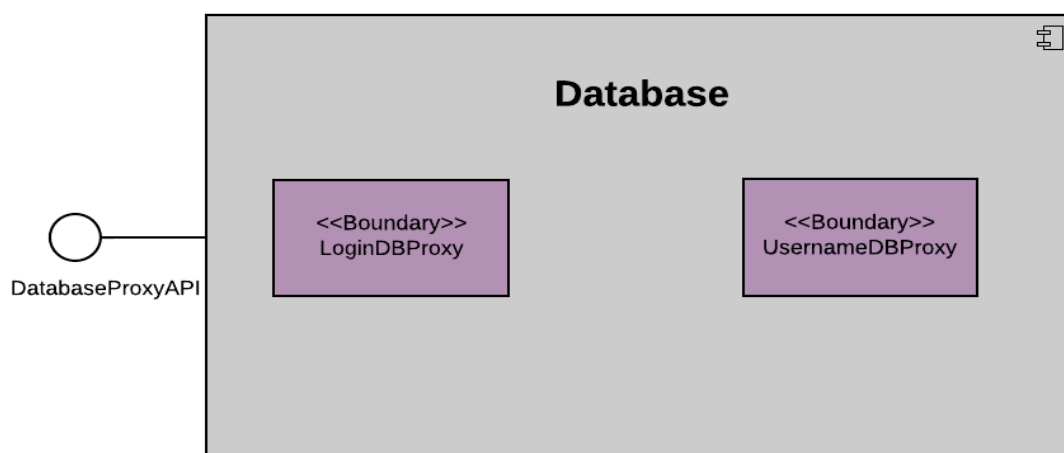 Database
<<Boundary>>
LoginDBProxy
<<Boundary>>
UsernameDBProxy
DatabaseProxyAPI